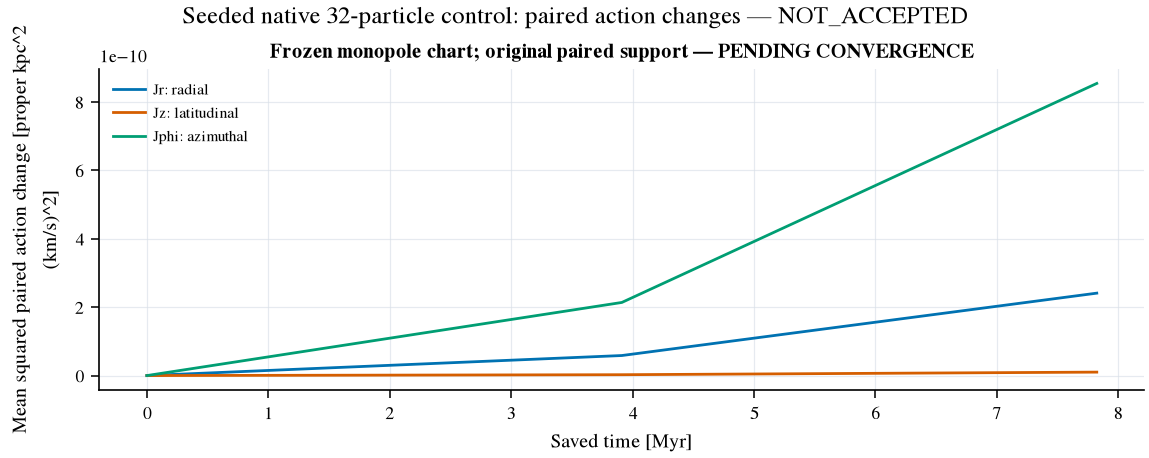 Seeded native 32-particle control: paired action changes — NOT_ACCEPTED
Frozen monopole chart; original paired support — PENDING CONVERGENCE
1e−10
Jr: radial
Jz: latitudinal
Jphi: azimuthal
Mean squared paired action change [proper kpc^2
(km/s)^2]
8
6
4
2
0
0 1 2 3 4 5 6 7 8
Saved time [Myr]